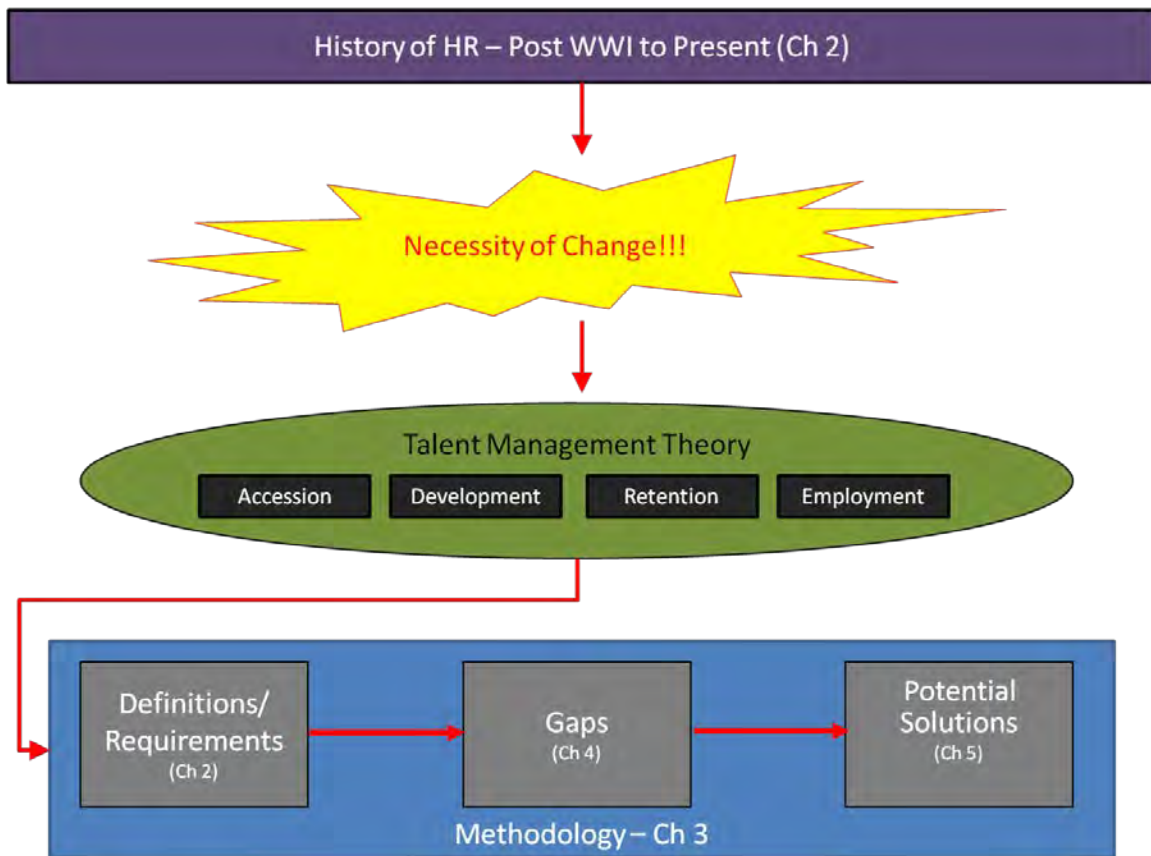 History of HR – Post WWI to Present (Ch 2)
Necessity of Change!!!
Talent Management Theory
Accession
Development
Retention
Employment
Definitions/
Requirements
(Ch 2)
Gaps
(Ch 4)
Potential
Solutions
(Ch 5)
Methodology – Ch 3